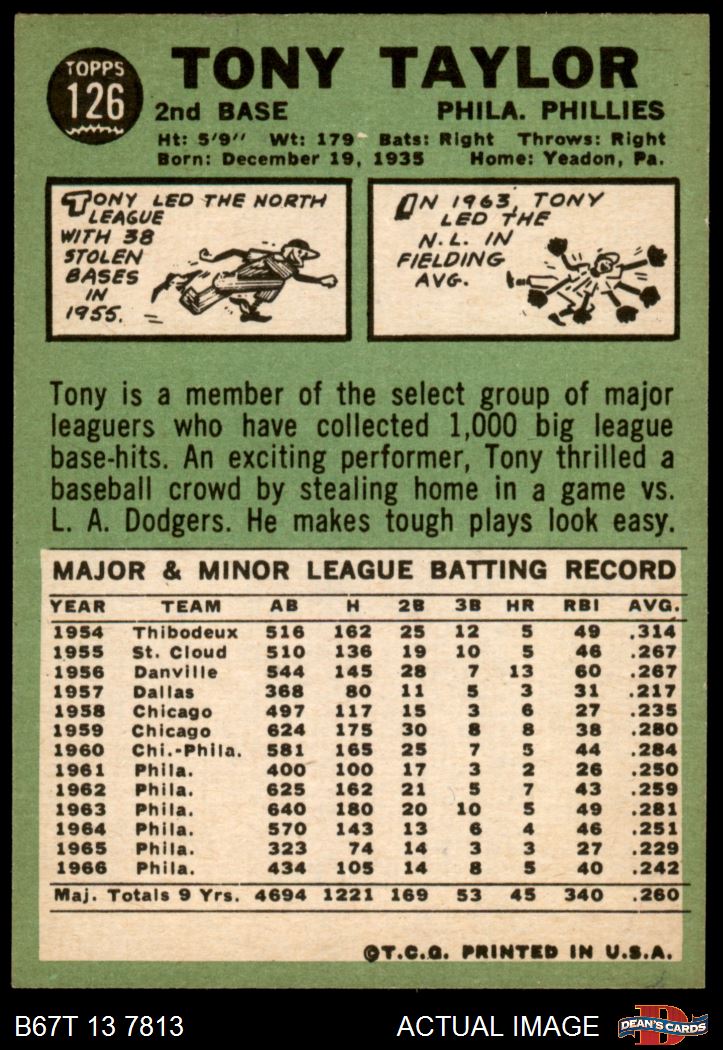 TOPPS
126
TONY TAYLOR
2nd BASE PHILA. PHILLIES
Ht: 5'9" Wt: 179 Bats: Right Throws: Right
Born: December 19, 1935 Home: Yeadon, Pa.
TONY LED THE NORTH
LEAGUE
WITH 38
STOLEN
BASES
IN
1955.
IN 1963, TONY
LED THE
N.L. IN
FIELDING
AVG.
Tony is a member of the select group of major
leaguers who have collected 1,000 big league
base-hits. An exciting performer, Tony thrilled a
baseball crowd by stealing home in a game vs.
L. A. Dodgers. He makes tough plays look easy.
MAJOR & MINOR LEAGUE BATTING RECORD
YEAR TEAM AB H 2B 3B HR RBI AVG.
1954 Thibodeux 516 162 25 12 5 49 .314
1955 St. Cloud 510 136 19 10 5 46 .267
1956 Danville 544 145 28 7 13 60 .267
1957 Dallas 368 80 11 5 3 31 .217
1958 Chicago 497 117 15 3 6 27 .235
1959 Chicago 624 175 30 8 8 38 .280
1960 Chi.-Phila. 581 165 25 7 5 44 .284
1961 Phila. 400 100 17 3 2 26 .250
1962 Phila. 625 162 21 5 7 43 .259
1963 Phila. 640 180 20 10 5 49 .281
1964 Phila. 570 143 13 6 4 46 .251
1965 Phila. 323 74 14 3 3 27 .229
1966 Phila. 434 105 14 8 5 40 .242
Maj. Totals 9 Yrs. 4694 1221 169 53 45 340 .260
©T.C.G. PRINTED IN U.S.A.
B67T 13 7813 ACTUAL IMAGE
D
DEAN'S CARDS